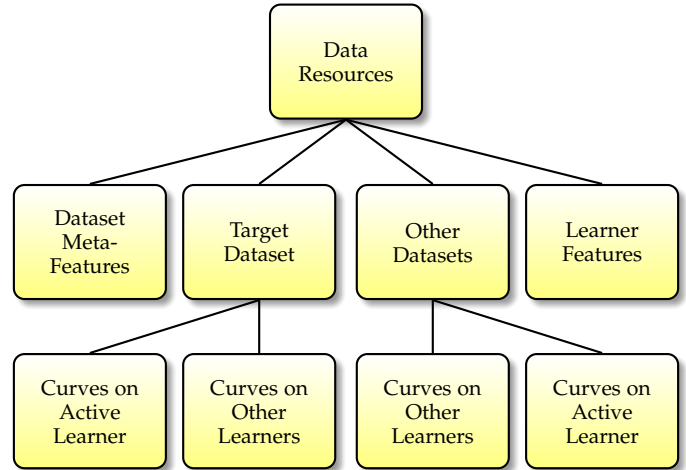 Data
Resources
Dataset
Meta-
Features
Target
Dataset
Other
Datasets
Learner
Features
Curves on
Active
Learner
Curves on
Other
Learners
Curves on
Other
Learners
Curves on
Active
Learner